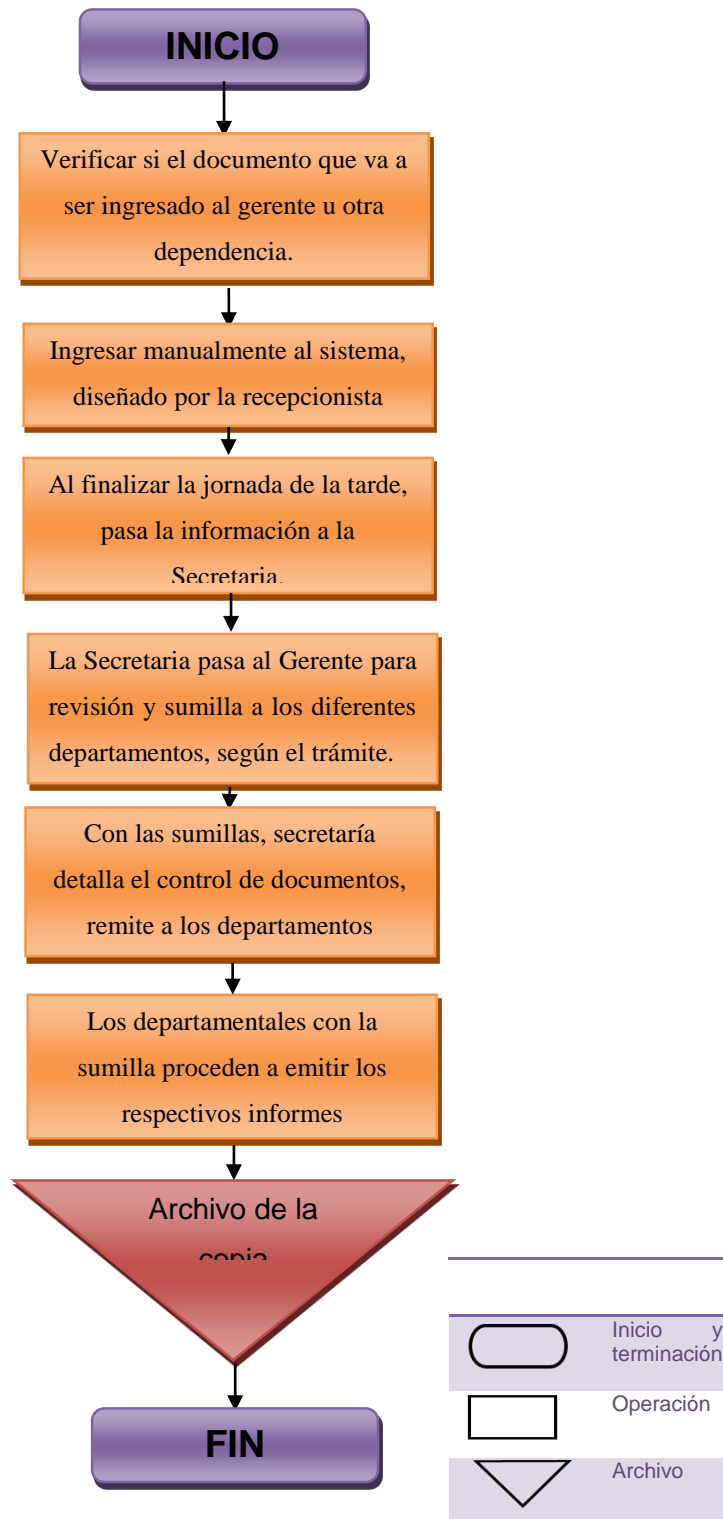 INICIO
Verificar si el documento que va a
ser ingresado al gerente u otra
dependencia.
Ingresar manualmente al sistema,
diseñado por la recepcionista
Al finalizar la jornada de la tarde,
pasa la información a la
Secretaria.
La Secretaria pasa al Gerente para
revisión y sumilla a los diferentes
departamentos, según el trámite.
Con las sumillas, secretaría
detalla el control de documentos,
remite a los departamentos
Los departamentales con la
sumilla proceden a emitir los
respectivos informes
Archivo de la
copia
FIN
Inicio y
terminación
Operación
Archivo